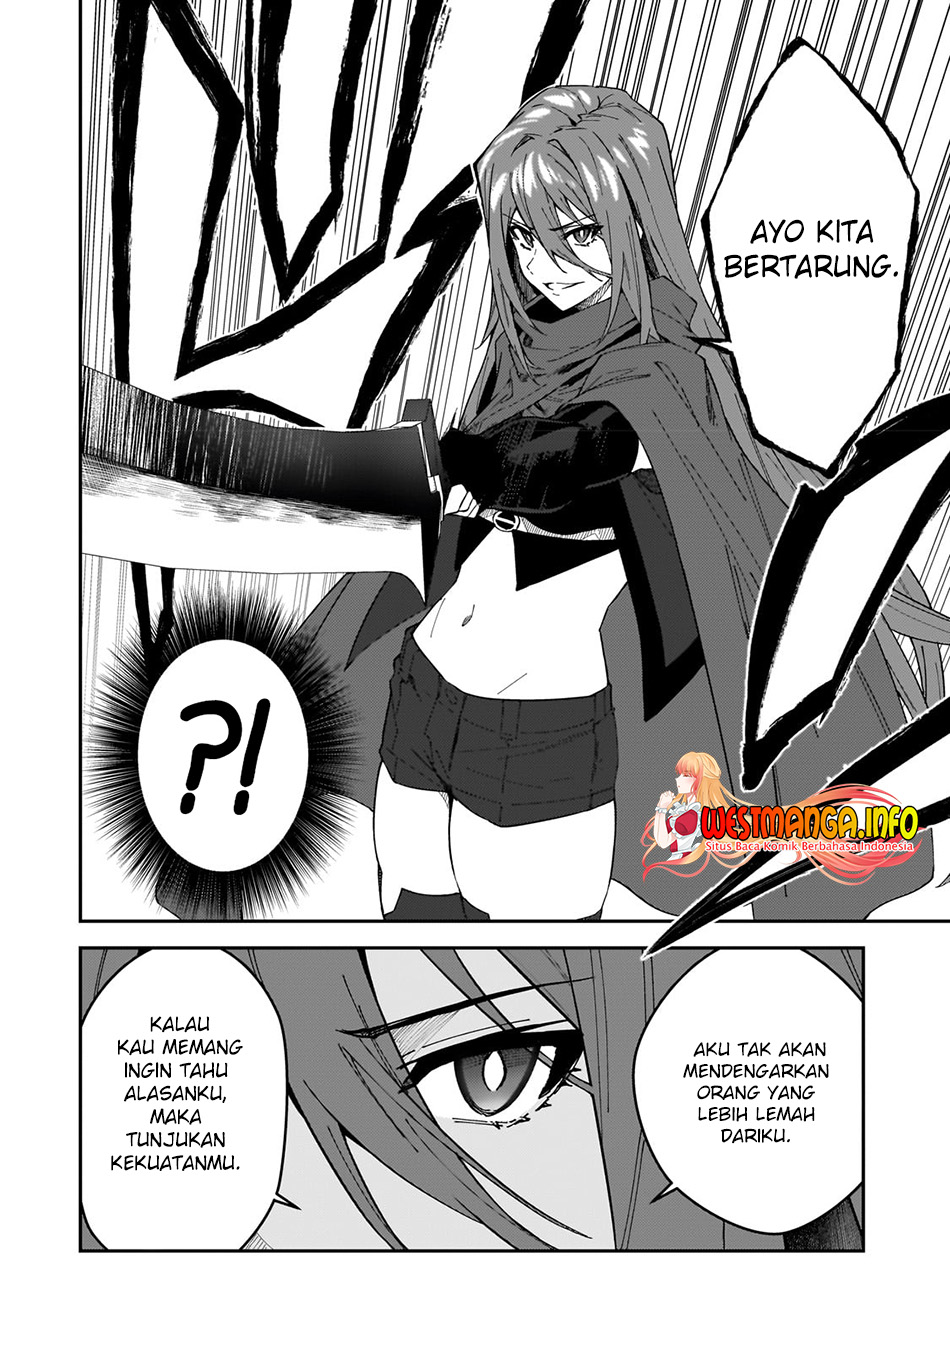 AYO KITA
BERTARUNG.
?!
WESTMANGA.INFO
Situs Baca Komik Berbahasa Indonesia
AKU TAK AKAN
MENDENGARKAN
ORANG YANG
LEBIH LEMAH
DARIKU.
KALAU
KAU MEMANG
INGIN TAHU
ALASANKU,
MAKA
TUNJUKAN
KEKUATANMU.